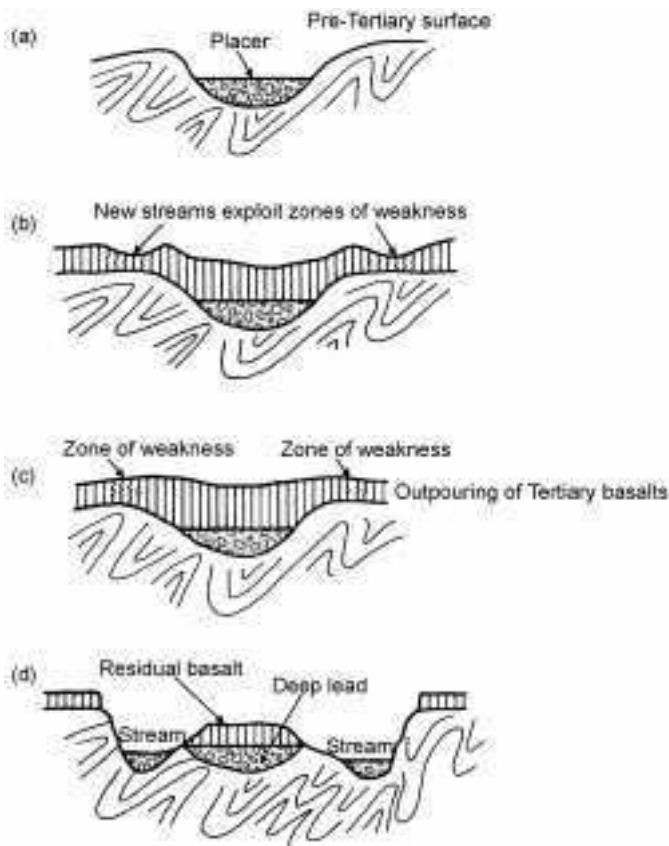 (a)
Pre-Tertiary surface
Placer
(b)
New streams exploit zones of weakness
(c)
Zone of weakness
Zone of weakness
Outpouring of Tertiary basalts
(d)
Residual basalt
Deep lead
Stream
Stream